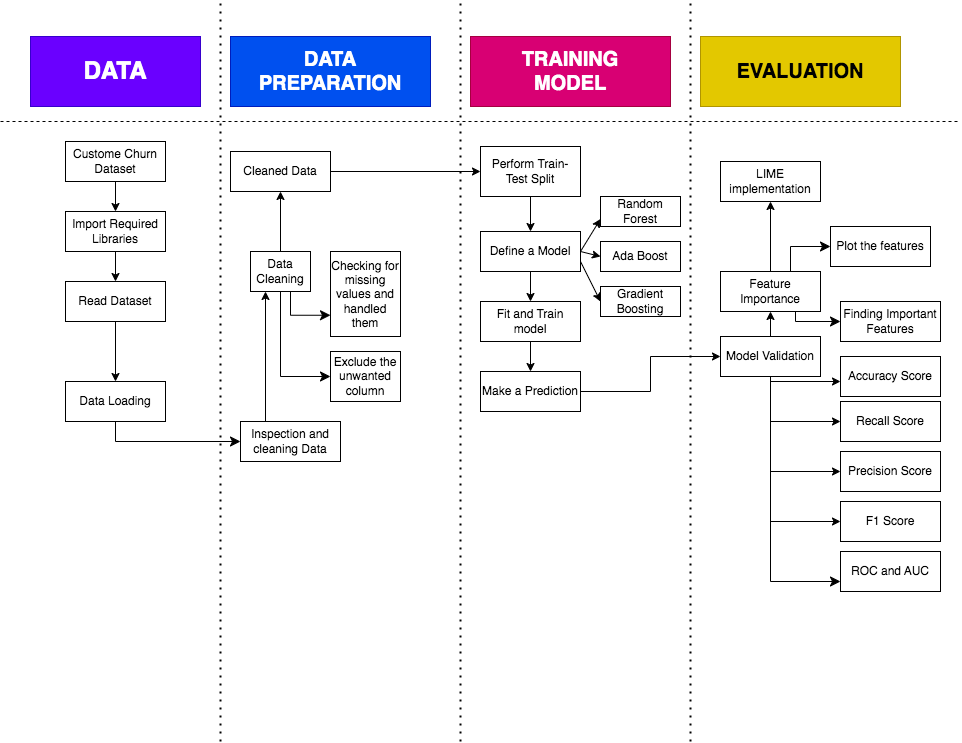 DATA
DATA
PREPARATION
TRAINING
MODEL
EVALUATION
Custome Churn
Dataset
Import Required
Libraries
Read Dataset
Data Loading
Cleaned Data
Data
Cleaning
Checking for
missing
values and
handled
them
Exclude the
unwanted
column
Inspection and
cleaning Data
Perform Train-
Test Split
Define a Model
Random
Forest
Ada Boost
Gradient
Boosting
Fit and Train
model
Make a Prediction
LIME
implementation
Plot the features
Feature
Importance
Finding Important
Features
Model Validation
Accuracy Score
Recall Score
Precision Score
F1 Score
ROC and AUC